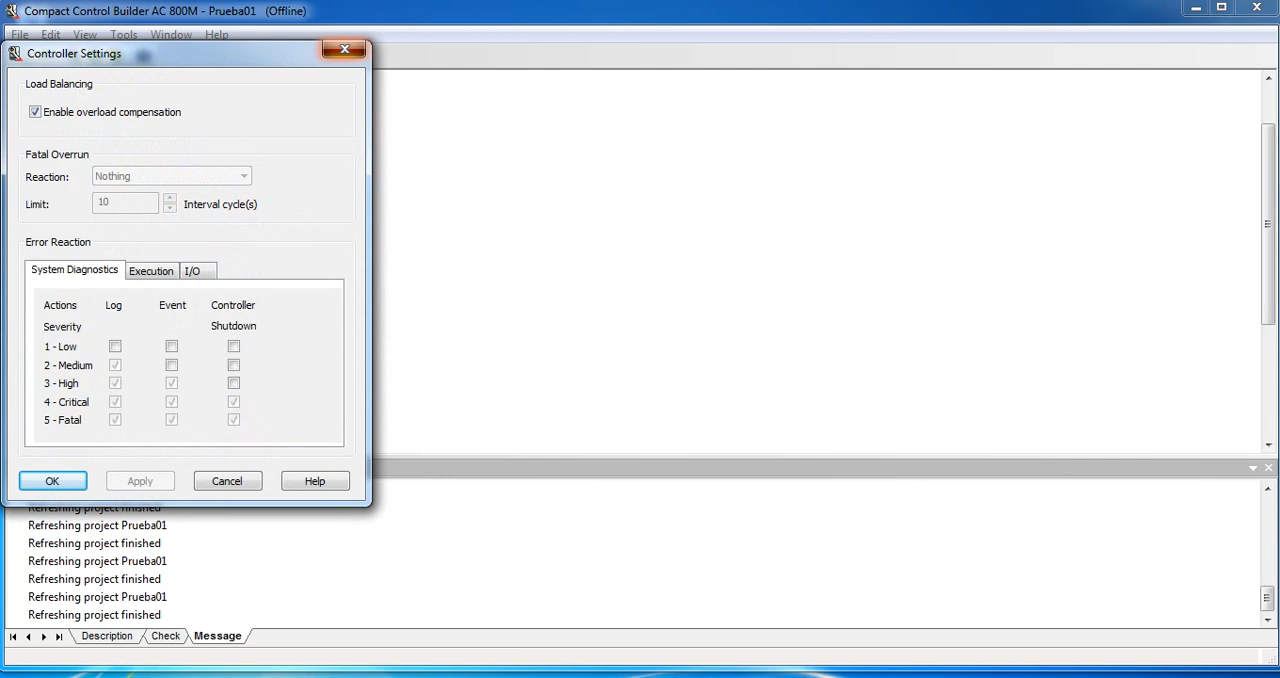 Compact Control Builder AC 800M - Prueba01   (Offline)
File Edit View Tools Window Help
Controller Settings
Load Balancing
Enable overload compensation
Fatal Overrun
Reaction: Nothing
Limit: 10 Interval cycle(s)
Error Reaction
System Diagnostics Execution I/O
Actions Log Event Controller
Severity Shutdown
1 - Low
2 - Medium
3 - High
4 - Critical
5 - Fatal
OK Apply Cancel Help
Refreshing project finished
Refreshing project Prueba01
Refreshing project finished
Refreshing project Prueba01
Refreshing project finished
Refreshing project Prueba01
Refreshing project finished
Description Check Message